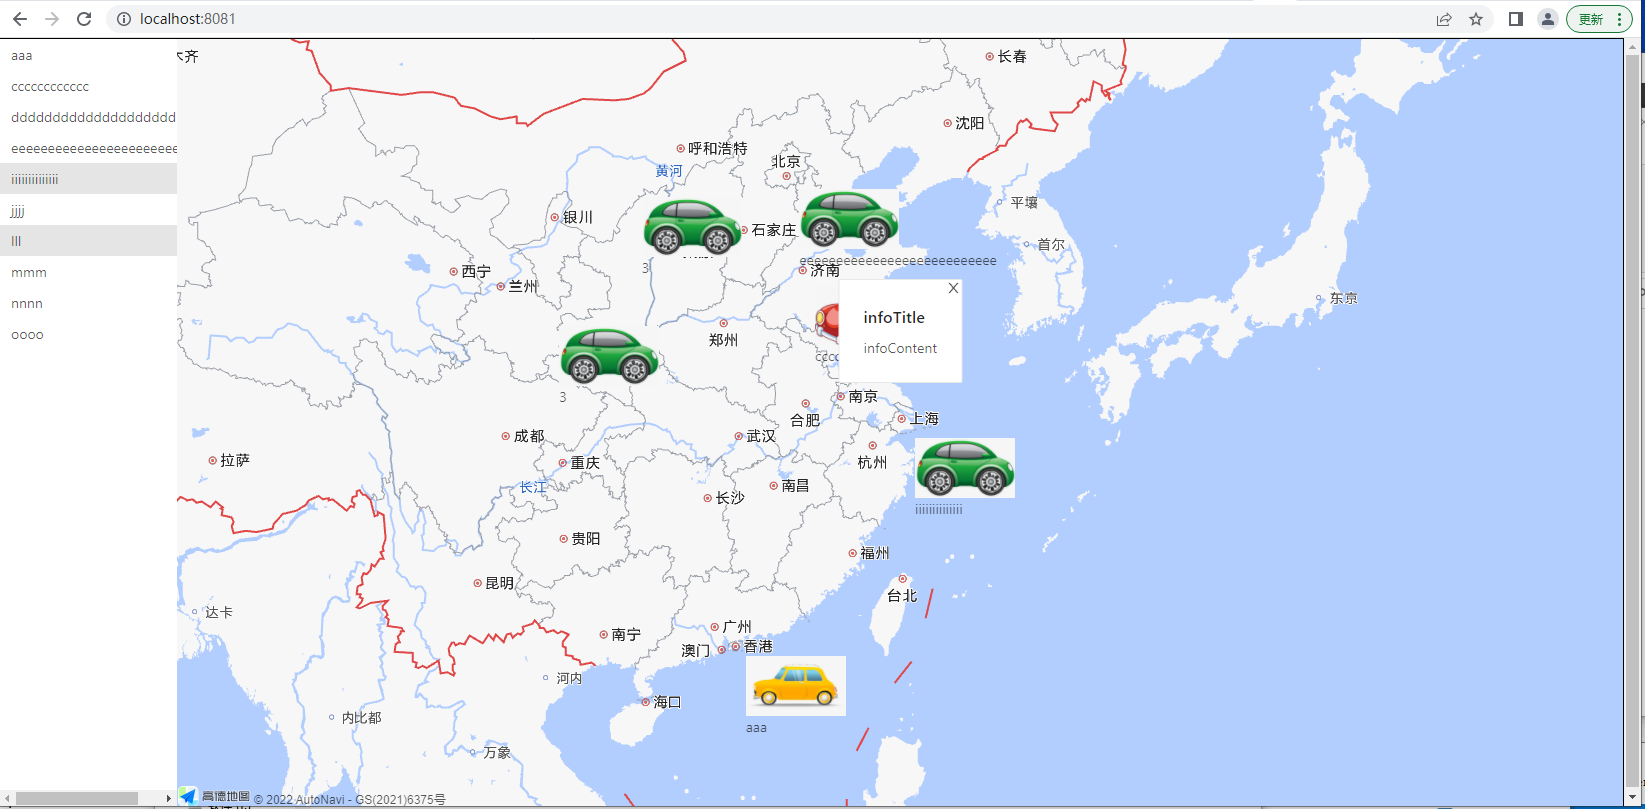 localhost:8081
更新
aaa
cccccccccccc
dddddddddddddddddddd
eeeeeeeeeeeeeeeeeeeeeee
iiiiiiiiiiiii
jjjj
lll
mmm
nnnn
oooo
木齐
长春
沈阳
呼和浩特
北京
黄河
平壤
银川
石家庄
首尔
3
eeeeeeeeeeeeeeeeeeeeeeeeeee
济南
西宁
兰州
东京
infoTitle
郑州
infoContent
cccc
3
南京
合肥
上海
成都
武汉
拉萨
重庆
杭州
长江
南昌
长沙
iiiiiiiiiiiii
贵阳
福州
昆明
台北
达卡
广州
南宁
香港
澳门
河内
海口
内比都
aaa
万象
高德地图
© 2022 AutoNavi - GS(2021)6375号